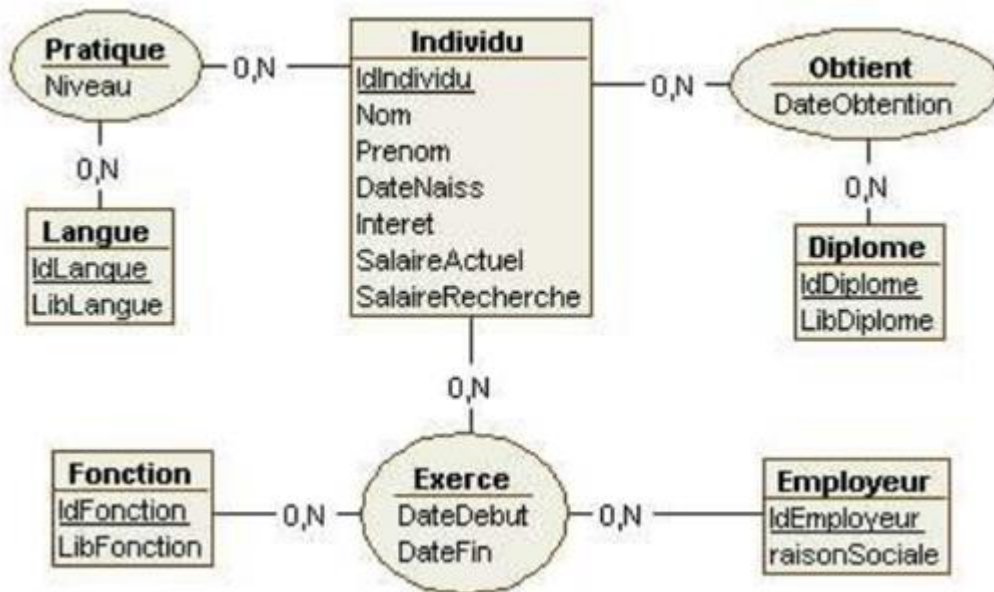 Pratique
Niveau
0,N
Individu
IdIndividu
Nom
Prenom
DateNaiss
Interet
SalaireActuel
SalaireRecherche
0,N
Obtient
DateObtention
0,N
Langue
IdLangue
LibLangue
0,N
Diplome
IdDiplome
LibDiplome
0,N
Fonction
IdFonction
LibFonction
0,N
Exerce
DateDebut
DateFin
0,N
Employeur
IdEmployeur
raisonSociale